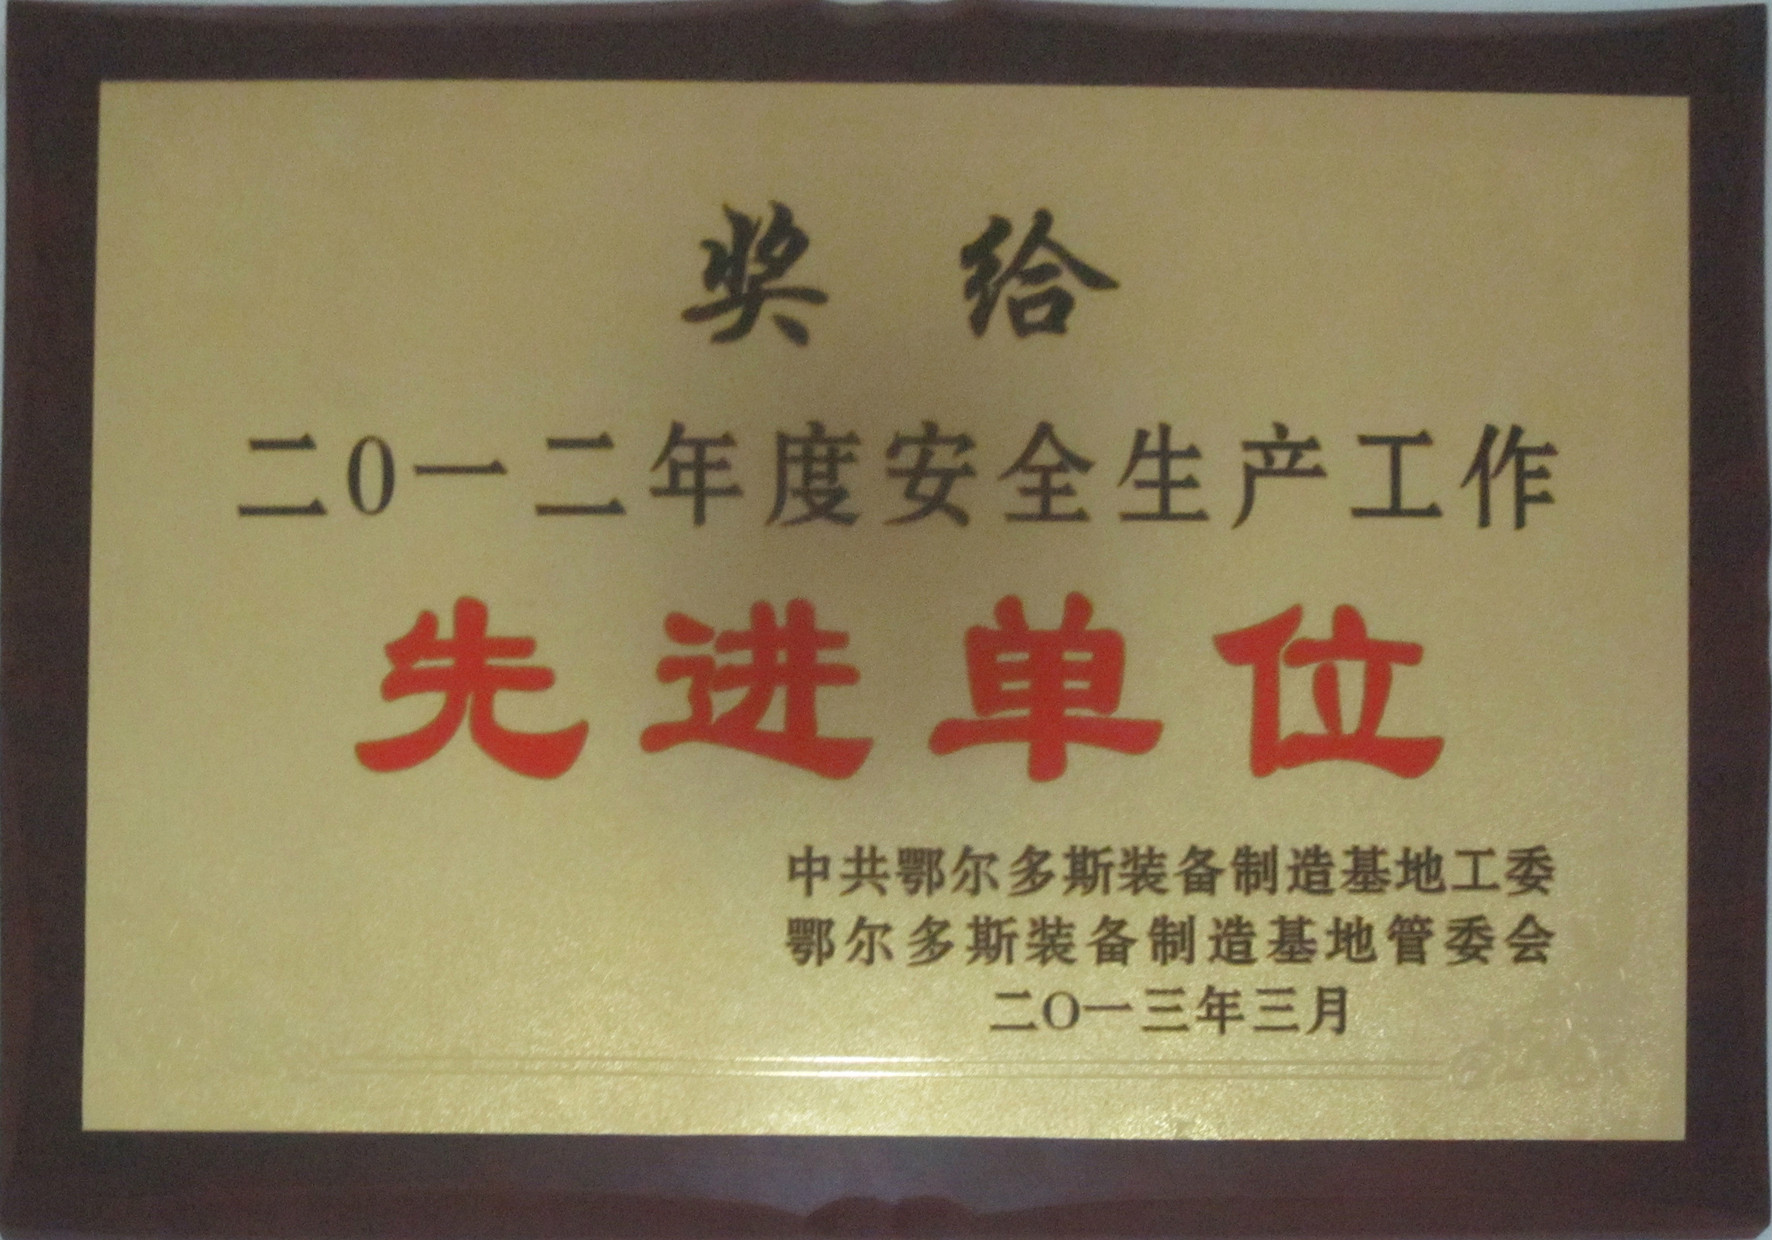 奖给
二0一二年度安全生产工作
先进单位
中共鄂尔多斯装备制造基地工委
鄂尔多斯装备制造基地管委会
二O一三年三月